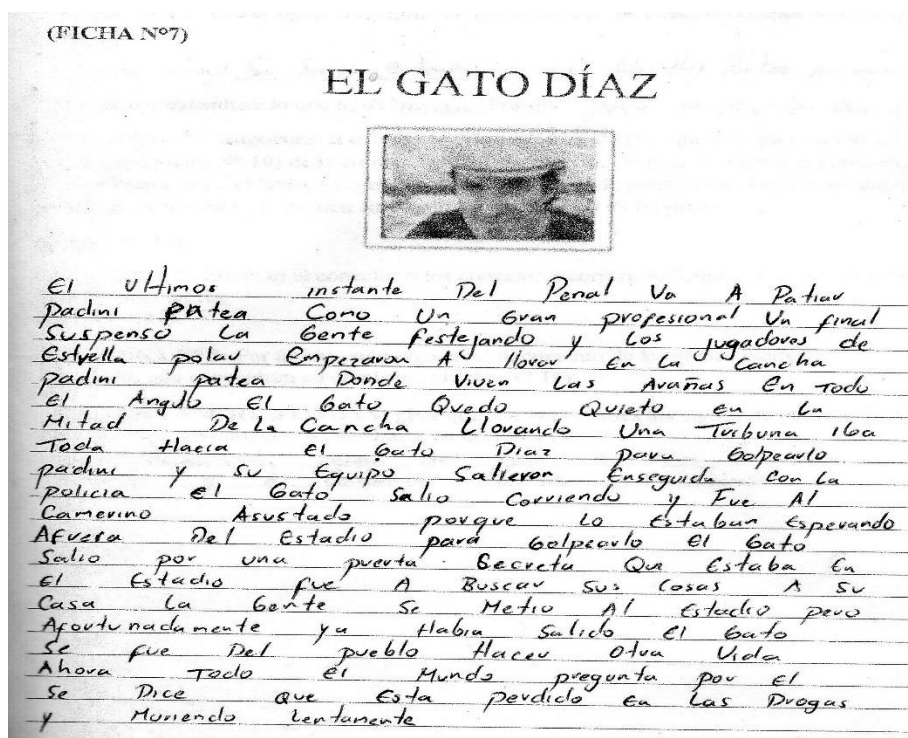 (FICHA Nº7)
EL GATO DÍAZ
El Ultimos instante Del Penal Va A Patiar
Padini Patea Como Un Gran profesional Un final
Suspenso La Gente festejando y Los jugadores de
Estrella polar Empezaron A llorar En La Cancha
padini patea Donde Viven Las Arañas En Todo
El Angulo El Gato Quedo Quieto en La
Mitad De La Cancha Llorando Una Tribuna iba
Toda Hacia el Gato Diaz para Golpearlo
padini y su Equipo Salieron Enseguida Con La
policia el Gato Salio Corriendo y Fue Al
Camerino Asustado porque Lo Estaban Esperando
AFuera Del Estadio para Golpearlo El Gato
Salio por una puerta Secreta Que Estaba En
El Estadio fue A Buscar Sus Cosas A Su
Casa La Gente Se Metio Al Estadio pero
Afortunadamente ya Habia Salido El Gato
Se fue Del pueblo Hacer Otra Vida
Ahora Todo el Mundo pregunta por El
Se Dice Que Esta perdido En Las Drogas
y Muriendo Lentamente